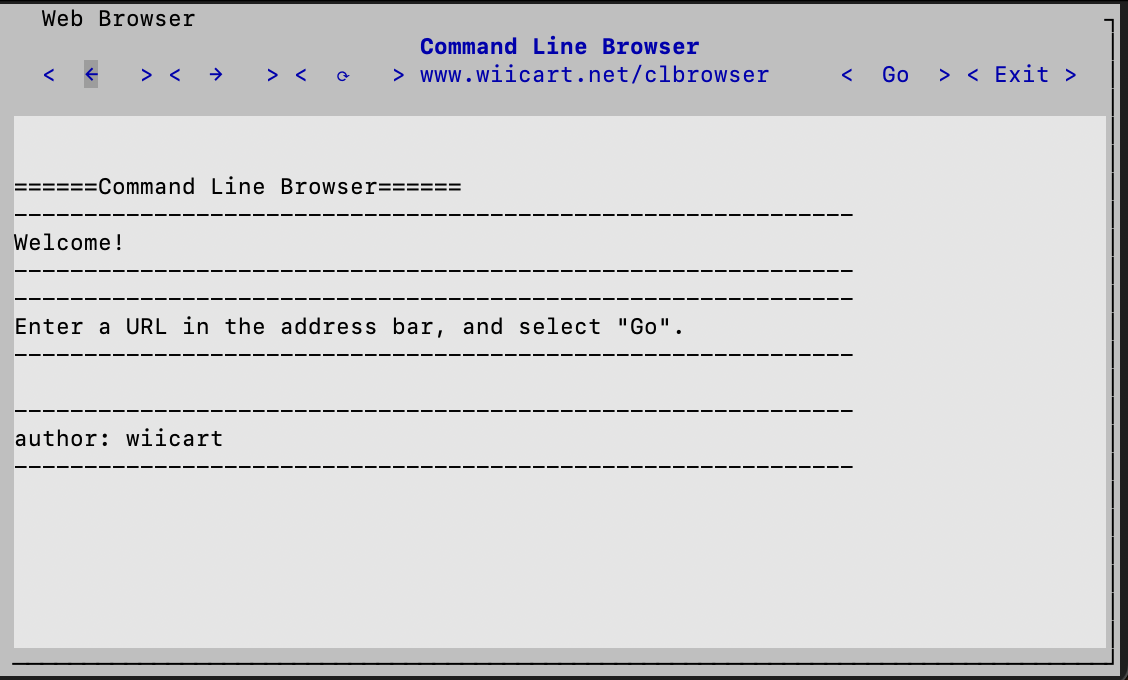 Web Browser
Command Line Browser
< ← > < → > < ⟳ > www.wiicart.net/clbrowser < Go > < Exit >
======Command Line Browser======
------------------------------------------------------------
Welcome!
------------------------------------------------------------
------------------------------------------------------------
Enter a URL in the address bar, and select "Go".
------------------------------------------------------------
------------------------------------------------------------
author: wiicart
------------------------------------------------------------